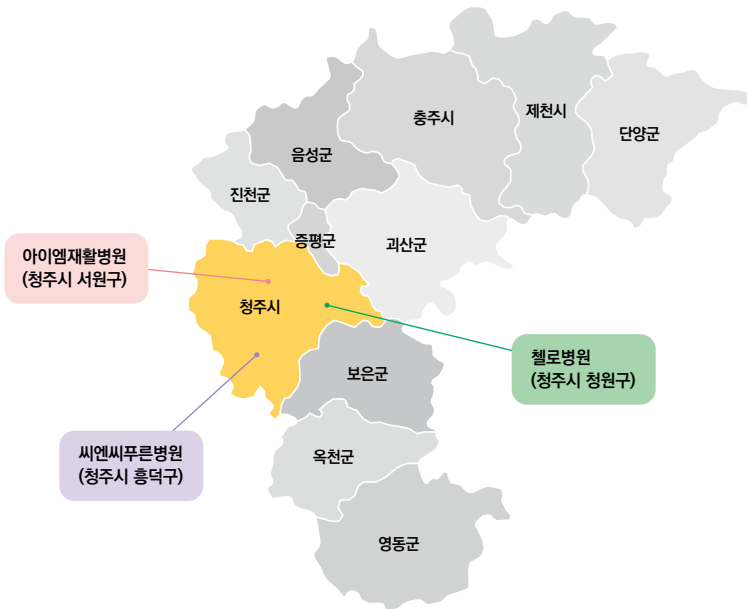 충주시
제천시
단양군
음성군
진천군
증평군
괴산군
아이엠재활병원
(청주시 서원구)
청주시
첼로병원
(청주시 청원구)
보은군
씨엔씨푸른병원
(청주시 흥덕구)
옥천군
영동군